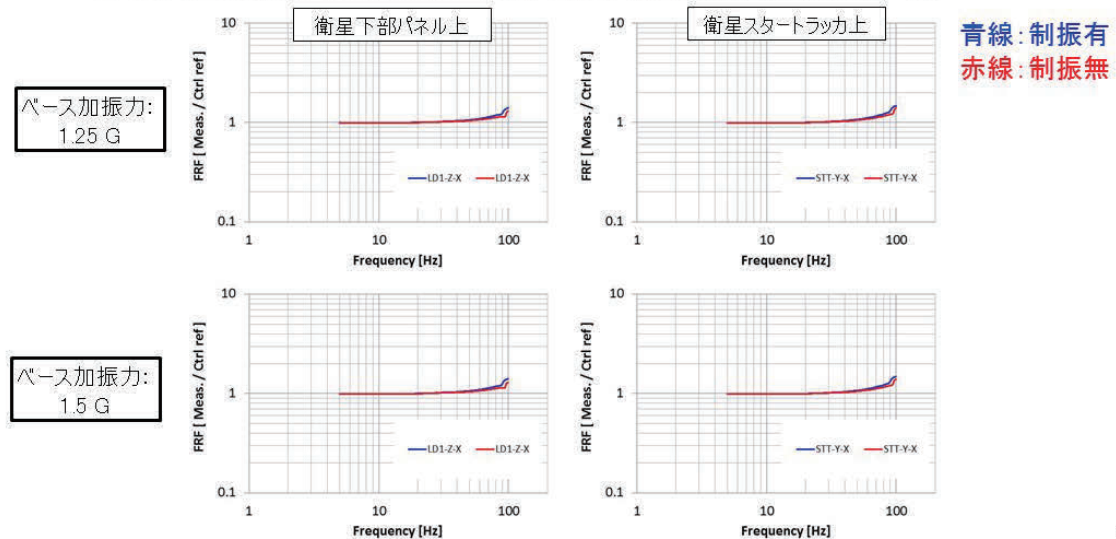 衛星下部パネル上
衛星スタートラッカ上
青線:制振有
赤線:制振無
ベース加振力:
1.25 G
FRF [ Meas. / Ctrl ref ]
10
1
0.1
LD1-Z-X LD1-Z-X
1 10 100
Frequency [Hz]
FRF [ Meas. / Ctrl ref ]
10
1
0.1
STT-Y-X STT-Y-X
1 10 100
Frequency [Hz]
ベース加振力:
1.5 G
FRF [ Meas. / Ctrl ref ]
10
1
0.1
LD1-Z-X LD1-Z-X
1 10 100
Frequency [Hz]
FRF [ Meas. / Ctrl ref ]
10
1
0.1
STT-Y-X STT-Y-X
1 10 100
Frequency [Hz]